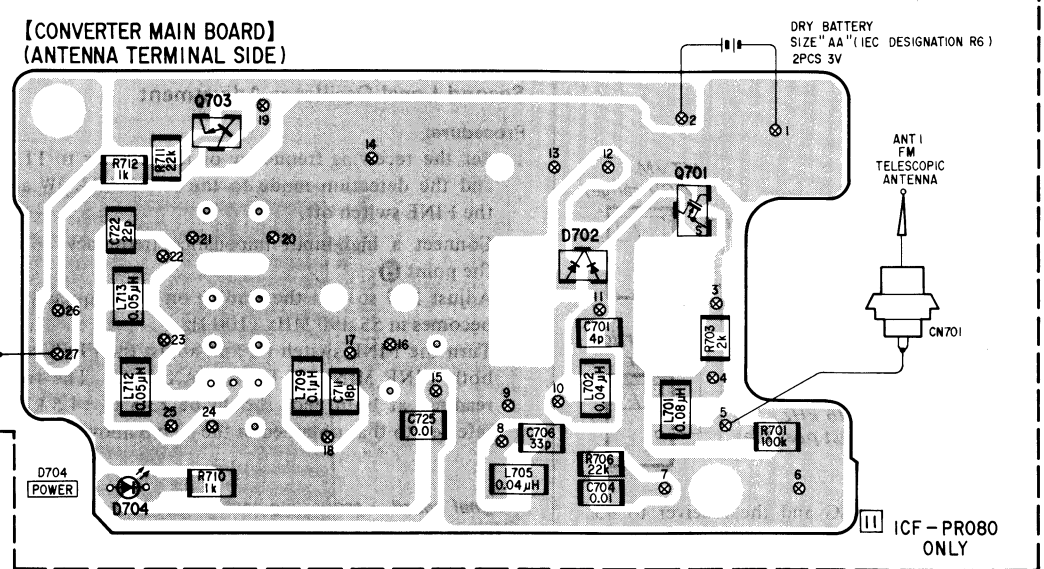 【CONVERTER MAIN BOARD】
(ANTENNA TERMINAL SIDE)
DRY BATTERY
SIZE"AA"(IEC DESIGNATION R6)
2PCS 3V
Q703
19
2
1
14
13
12
R712
1k
R711
22k
Q701
S
ANT1
FM
TELESCOPIC
ANTENNA
C722
22p
21
20
22
D702
L713
0.05μH
26
11
3
C701
4p
R703
2k
CN701
27
23
17
16
15
L712
0.05μH
L709
0.1μH
C711
18p
L702
0.04μH
4
L701
0.08μH
25
24
18
C725
0.01
9
10
5
8
C706
33p
R701
100k
D704
POWER
D704
R710
1k
L705
0.04μH
R706
22k
C704
0.01
7
6
11
ICF-PRO80
ONLY